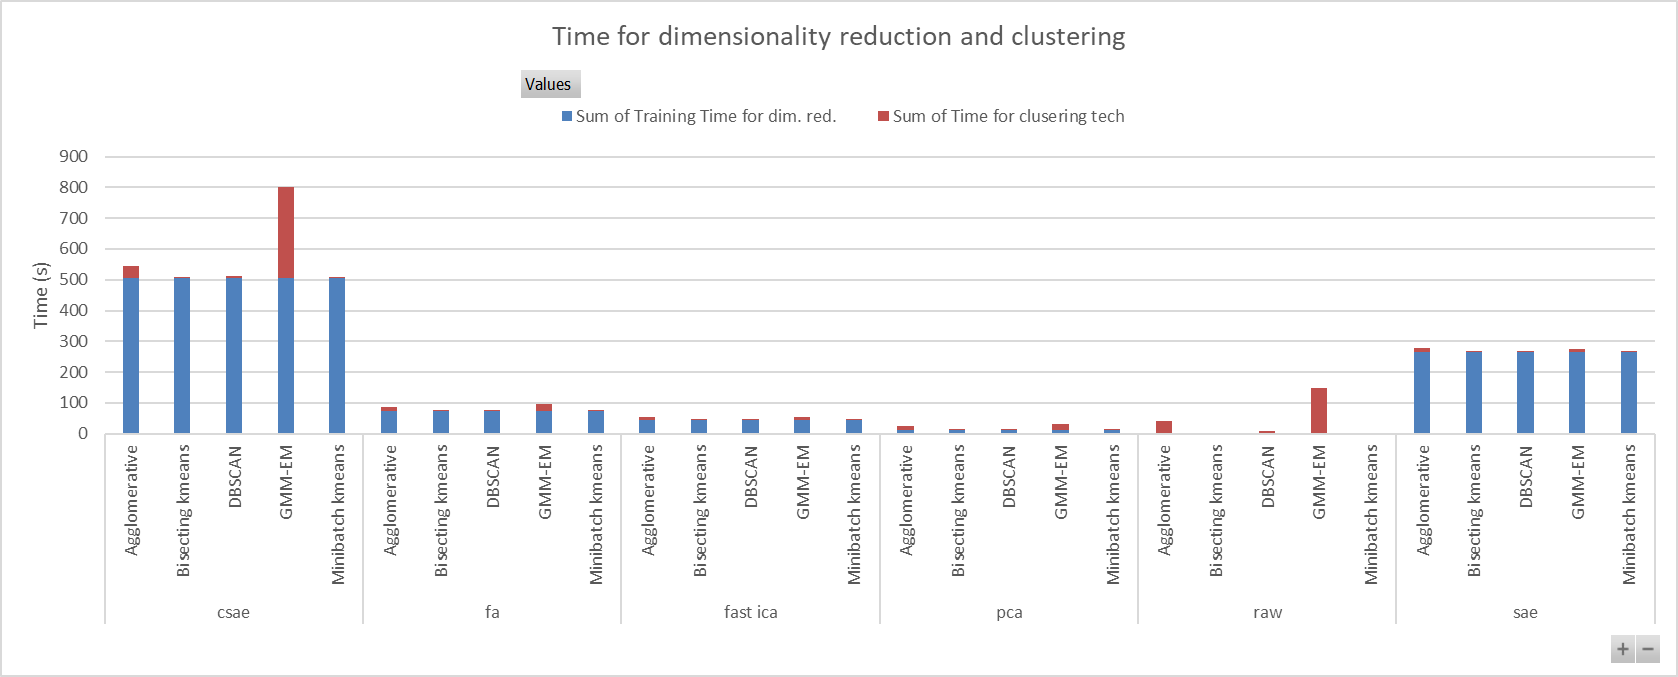 Time for dimensionality reduction and clustering
Values
Sum of Training Time for dim. red.
Sum of Time for clusering tech
Time (s)
900
800
700
600
500
400
300
200
100
0
Agglomerative
Bisecting kmeans
DBSCAN
GMM-EM
Minibatch kmeans
Agglomerative
Bisecting kmeans
DBSCAN
GMM-EM
Minibatch kmeans
Agglomerative
Bisecting kmeans
DBSCAN
GMM-EM
Minibatch kmeans
Agglomerative
Bisecting kmeans
DBSCAN
GMM-EM
Minibatch kmeans
Agglomerative
Bisecting kmeans
DBSCAN
GMM-EM
Minibatch kmeans
Agglomerative
Bisecting kmeans
DBSCAN
GMM-EM
Minibatch kmeans
csae
fa
fast ica
pca
raw
sae
+ −